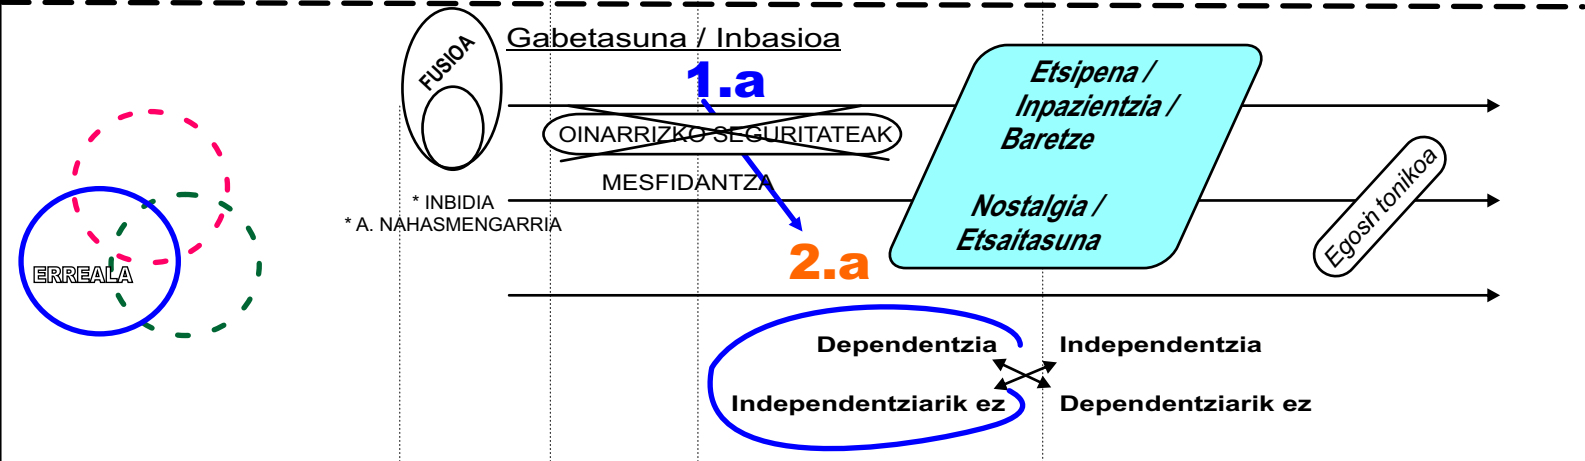 FUSIOA
Gabetasuna / Inbasioa
1.a
OINARRIZKO SEGURITATEAK
MESFIDANTZA
* INBIDIA
* A. NAHASMENGARRIA
2.a
ERREALA
Etsipena /
Inpazientzia /
Baretze
Nostalgia /
Etsaitasuna
Egosh tonikoa
Dependentzia
Independentzia
Independentziarik ez
Dependentziarik ez